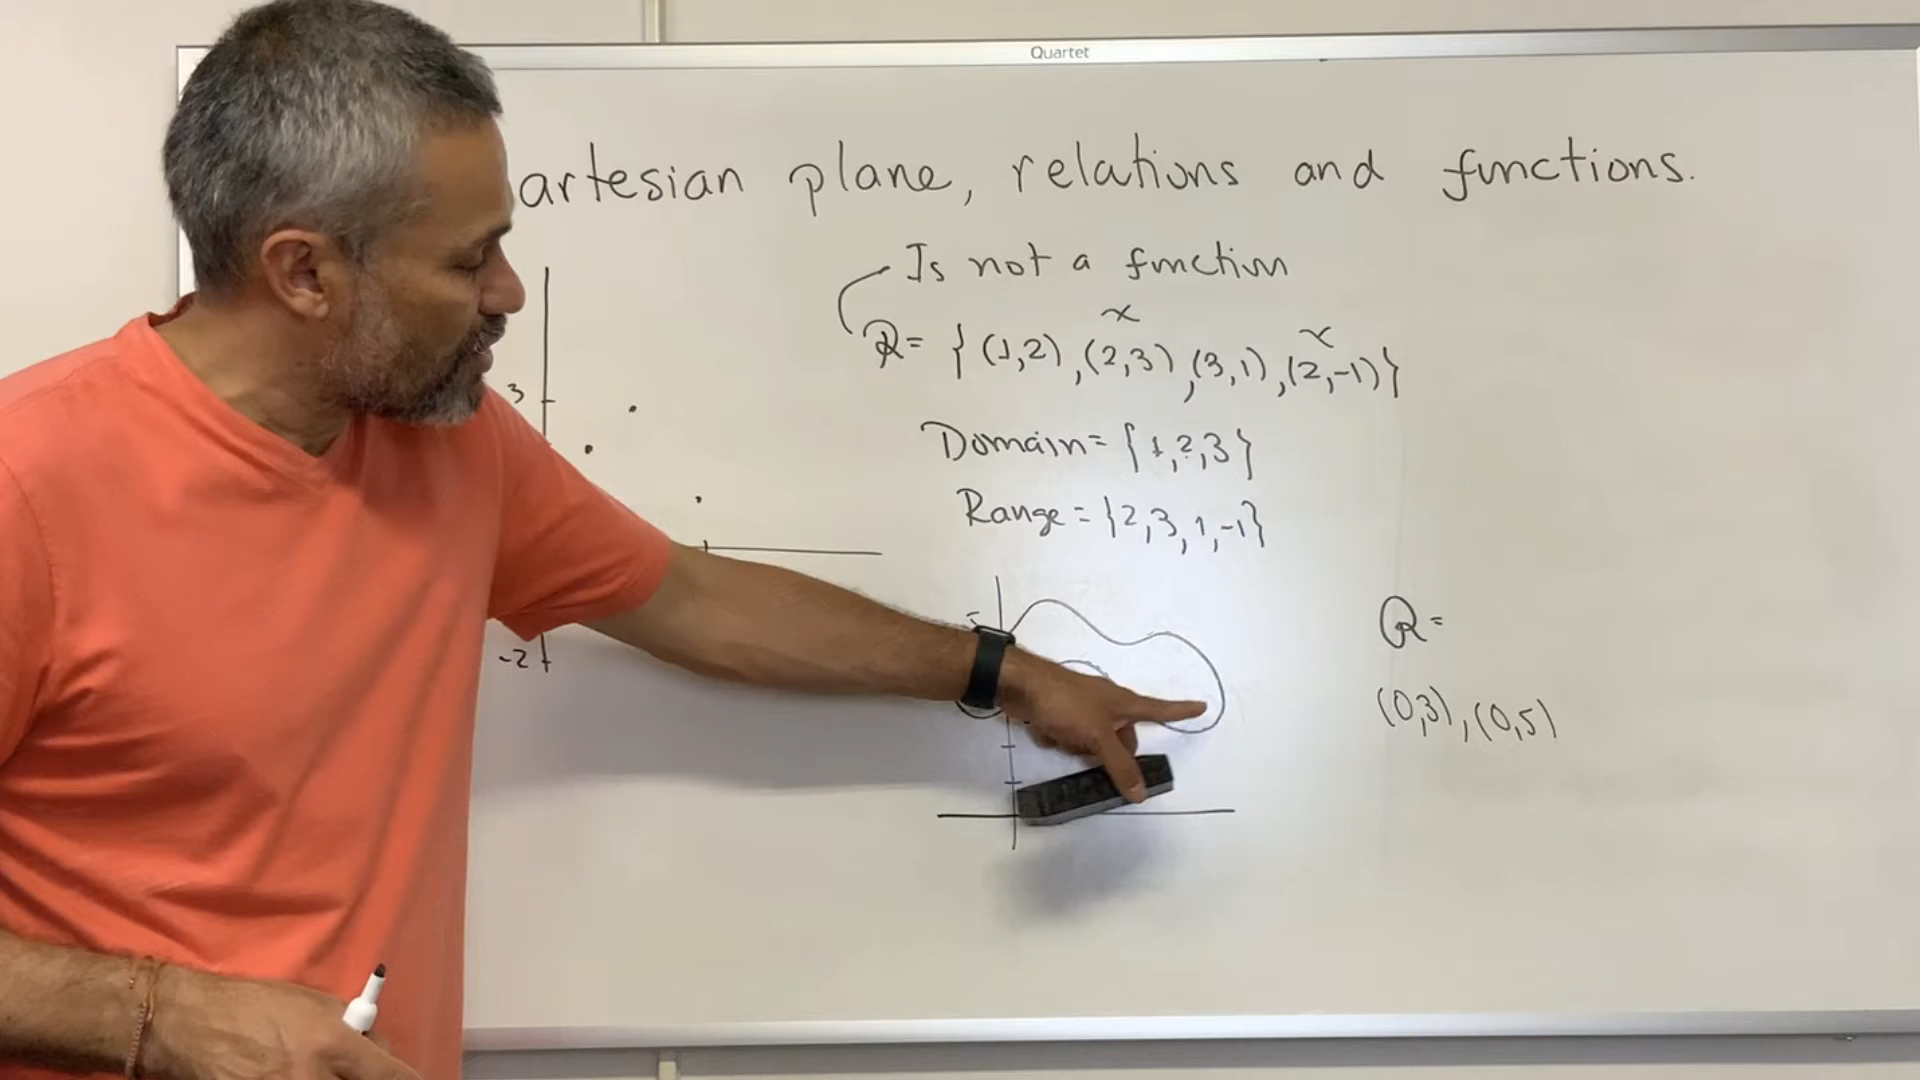 Quartet
artesian plane, relations and functions.
Is not a function
x x
R= {(1,2),(2,3),(3,1),(2,-1)}
3
Domain= {1,2,3}
Range= {2,3,1,-1}
R=
-2
(0,3),(0,5)